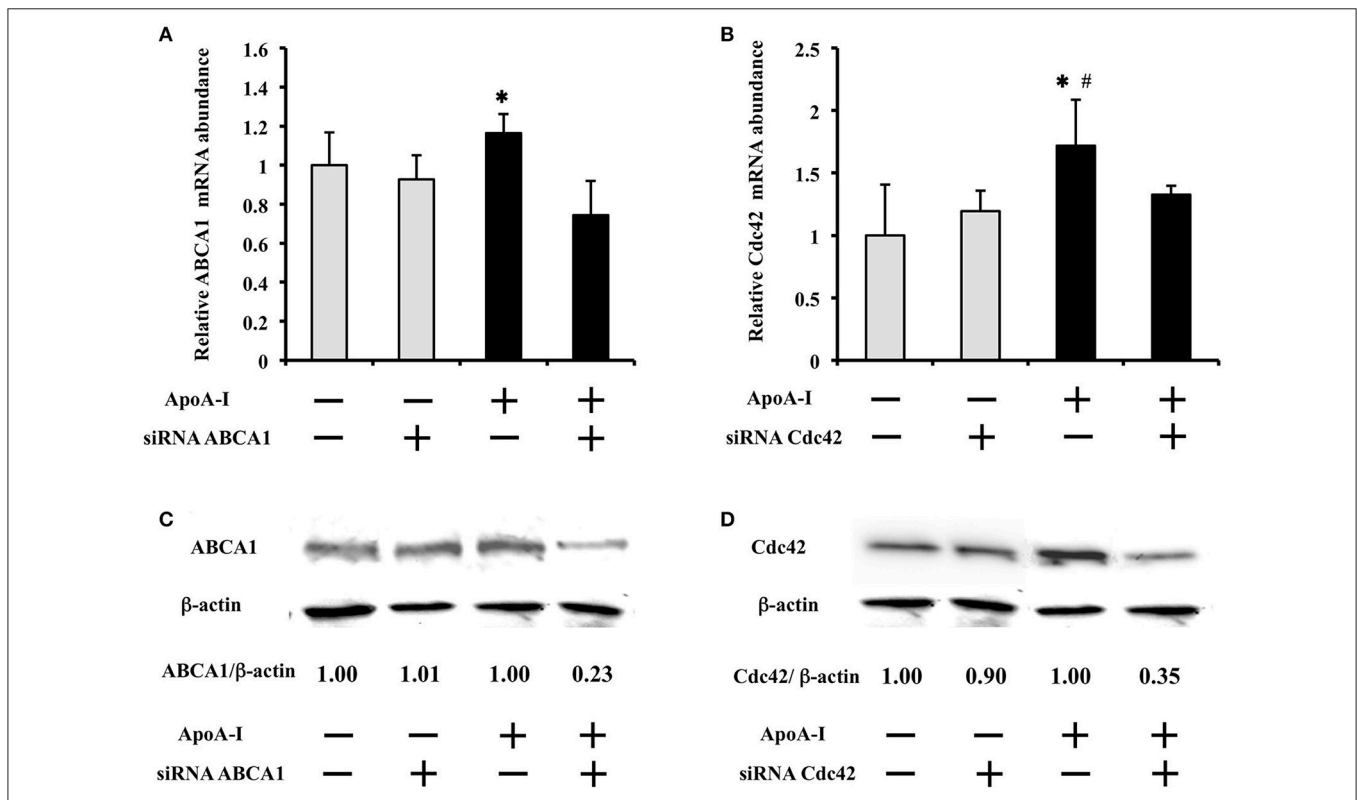 A
Relative ABCA1 mRNA abundance
1.6
1.4
1.2
1
0.8
0.6
0.4
0.2
0
*
ApoA-I − − + +
siRNA ABCA1 − + − +
B
Relative Cdc42 mRNA abundance
2.5
2
1.5
1
0.5
0
* #
ApoA-I − − + +
siRNA Cdc42 − + − +
C
ABCA1
β-actin
ABCA1/β-actin 1.00 1.01 1.00 0.23
ApoA-I − − + +
siRNA ABCA1 − + − +
D
Cdc42
β-actin
Cdc42/ β-actin 1.00 0.90 1.00 0.35
ApoA-I − − + +
siRNA Cdc42 − + − +